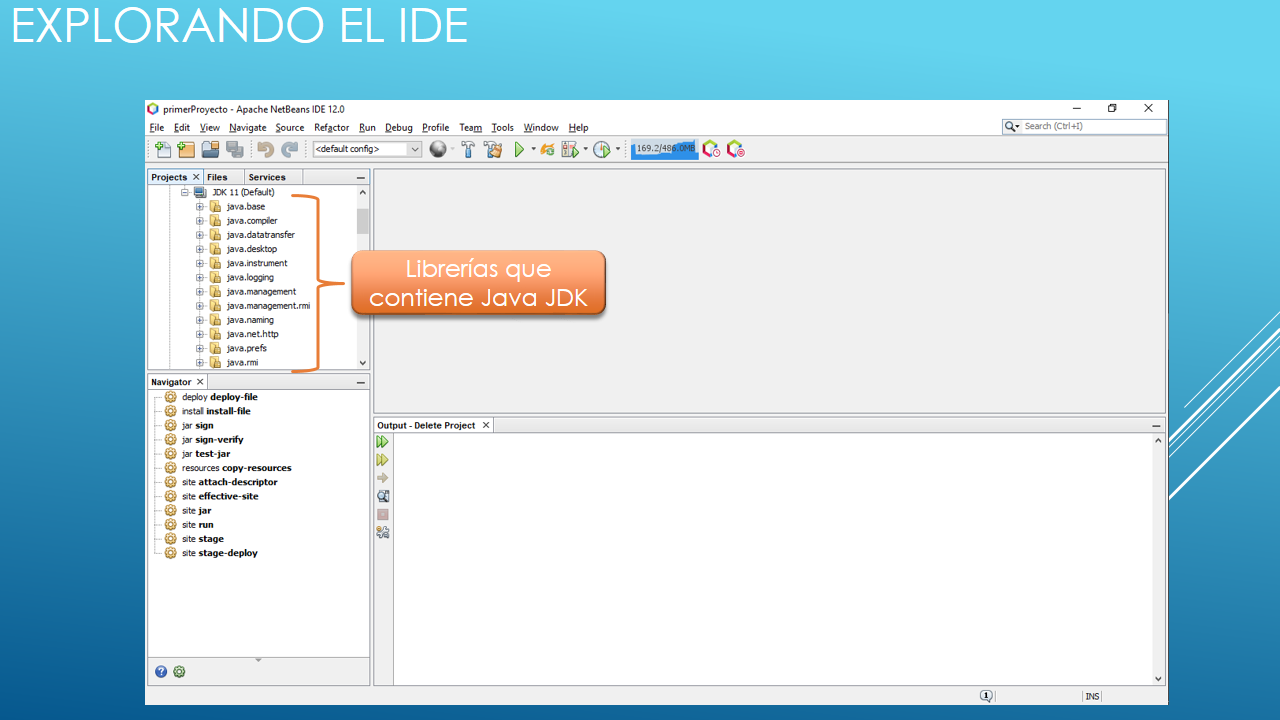 EXPLORANDO EL IDE
primerProyecto - Apache NetBeans IDE 12.0
File Edit View Navigate Source Refactor Run Debug Profile Team Tools Window Help
Search (Ctrl+I)
<default config>
169.2/486.0MB
Projects Files Services
JDK 11 (Default)
java.base
java.compiler
java.datatransfer
java.desktop
java.instrument
java.logging
java.management
java.management.rmi
java.naming
java.net.http
java.prefs
java.rmi
Librerías que
contiene Java JDK
Navigator
deploy deploy-file
install install-file
jar sign
jar sign-verify
jar test-jar
resources copy-resources
site attach-descriptor
site effective-site
site jar
site run
site stage
site stage-deploy
Output - Delete Project
1
INS